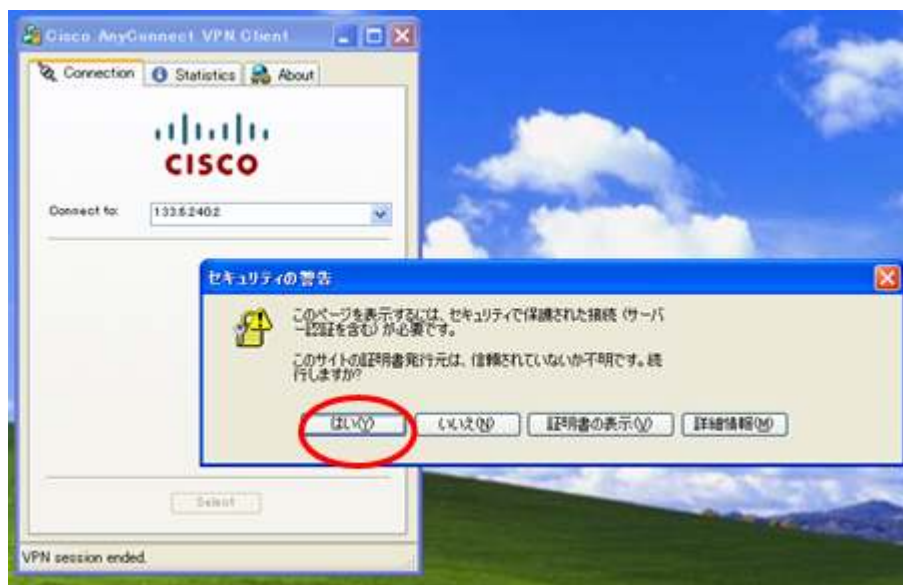 Cisco AnyConnect VPN Client
Connection Statistics About
CISCO
Connect to: 133.6.240.2
セキュリティの警告
このページを表示するには、セキュリティで保護された接続 (サーバ
ー認証を含む) が必要です。
このサイトの証明書発行元は、信頼されていないか不明です。続
行しますか?
はい(Y) いいえ(N) 証明書の表示(V) 詳細情報(M)
Select
VPN session ended.